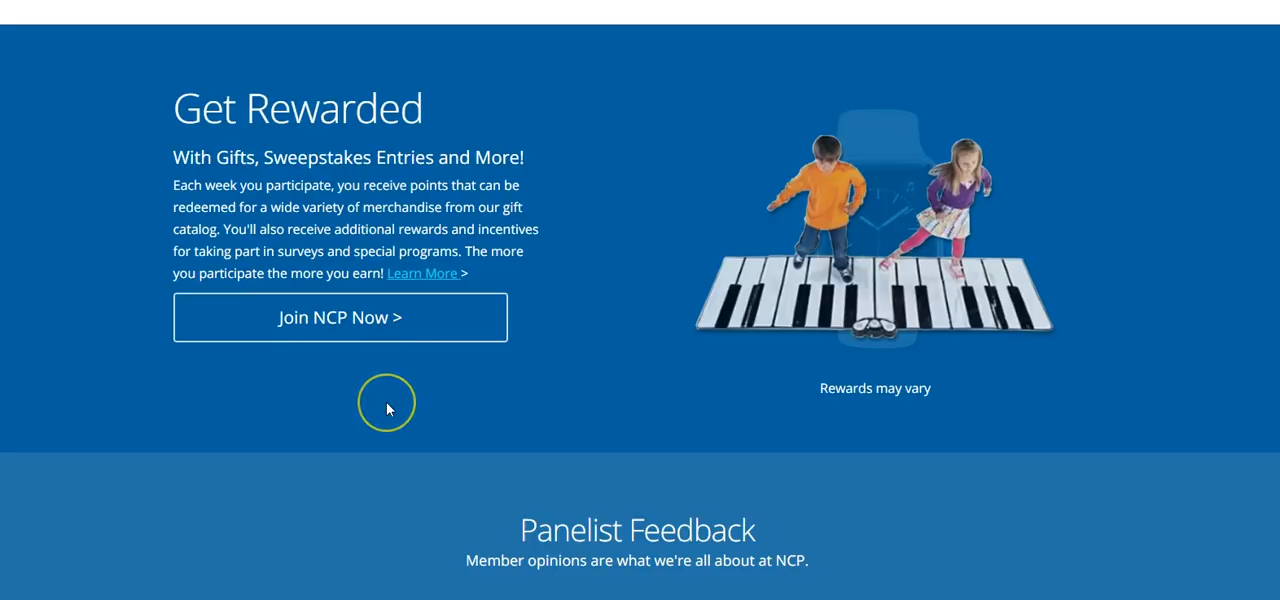 Get Rewarded
With Gifts, Sweepstakes Entries and More!
Each week you participate, you receive points that can be
redeemed for a wide variety of merchandise from our gift
catalog. You'll also receive additional rewards and incentives
for taking part in surveys and special programs. The more
you participate the more you earn! Learn More >
Join NCP Now >
Rewards may vary
Panelist Feedback
Member opinions are what we're all about at NCP.